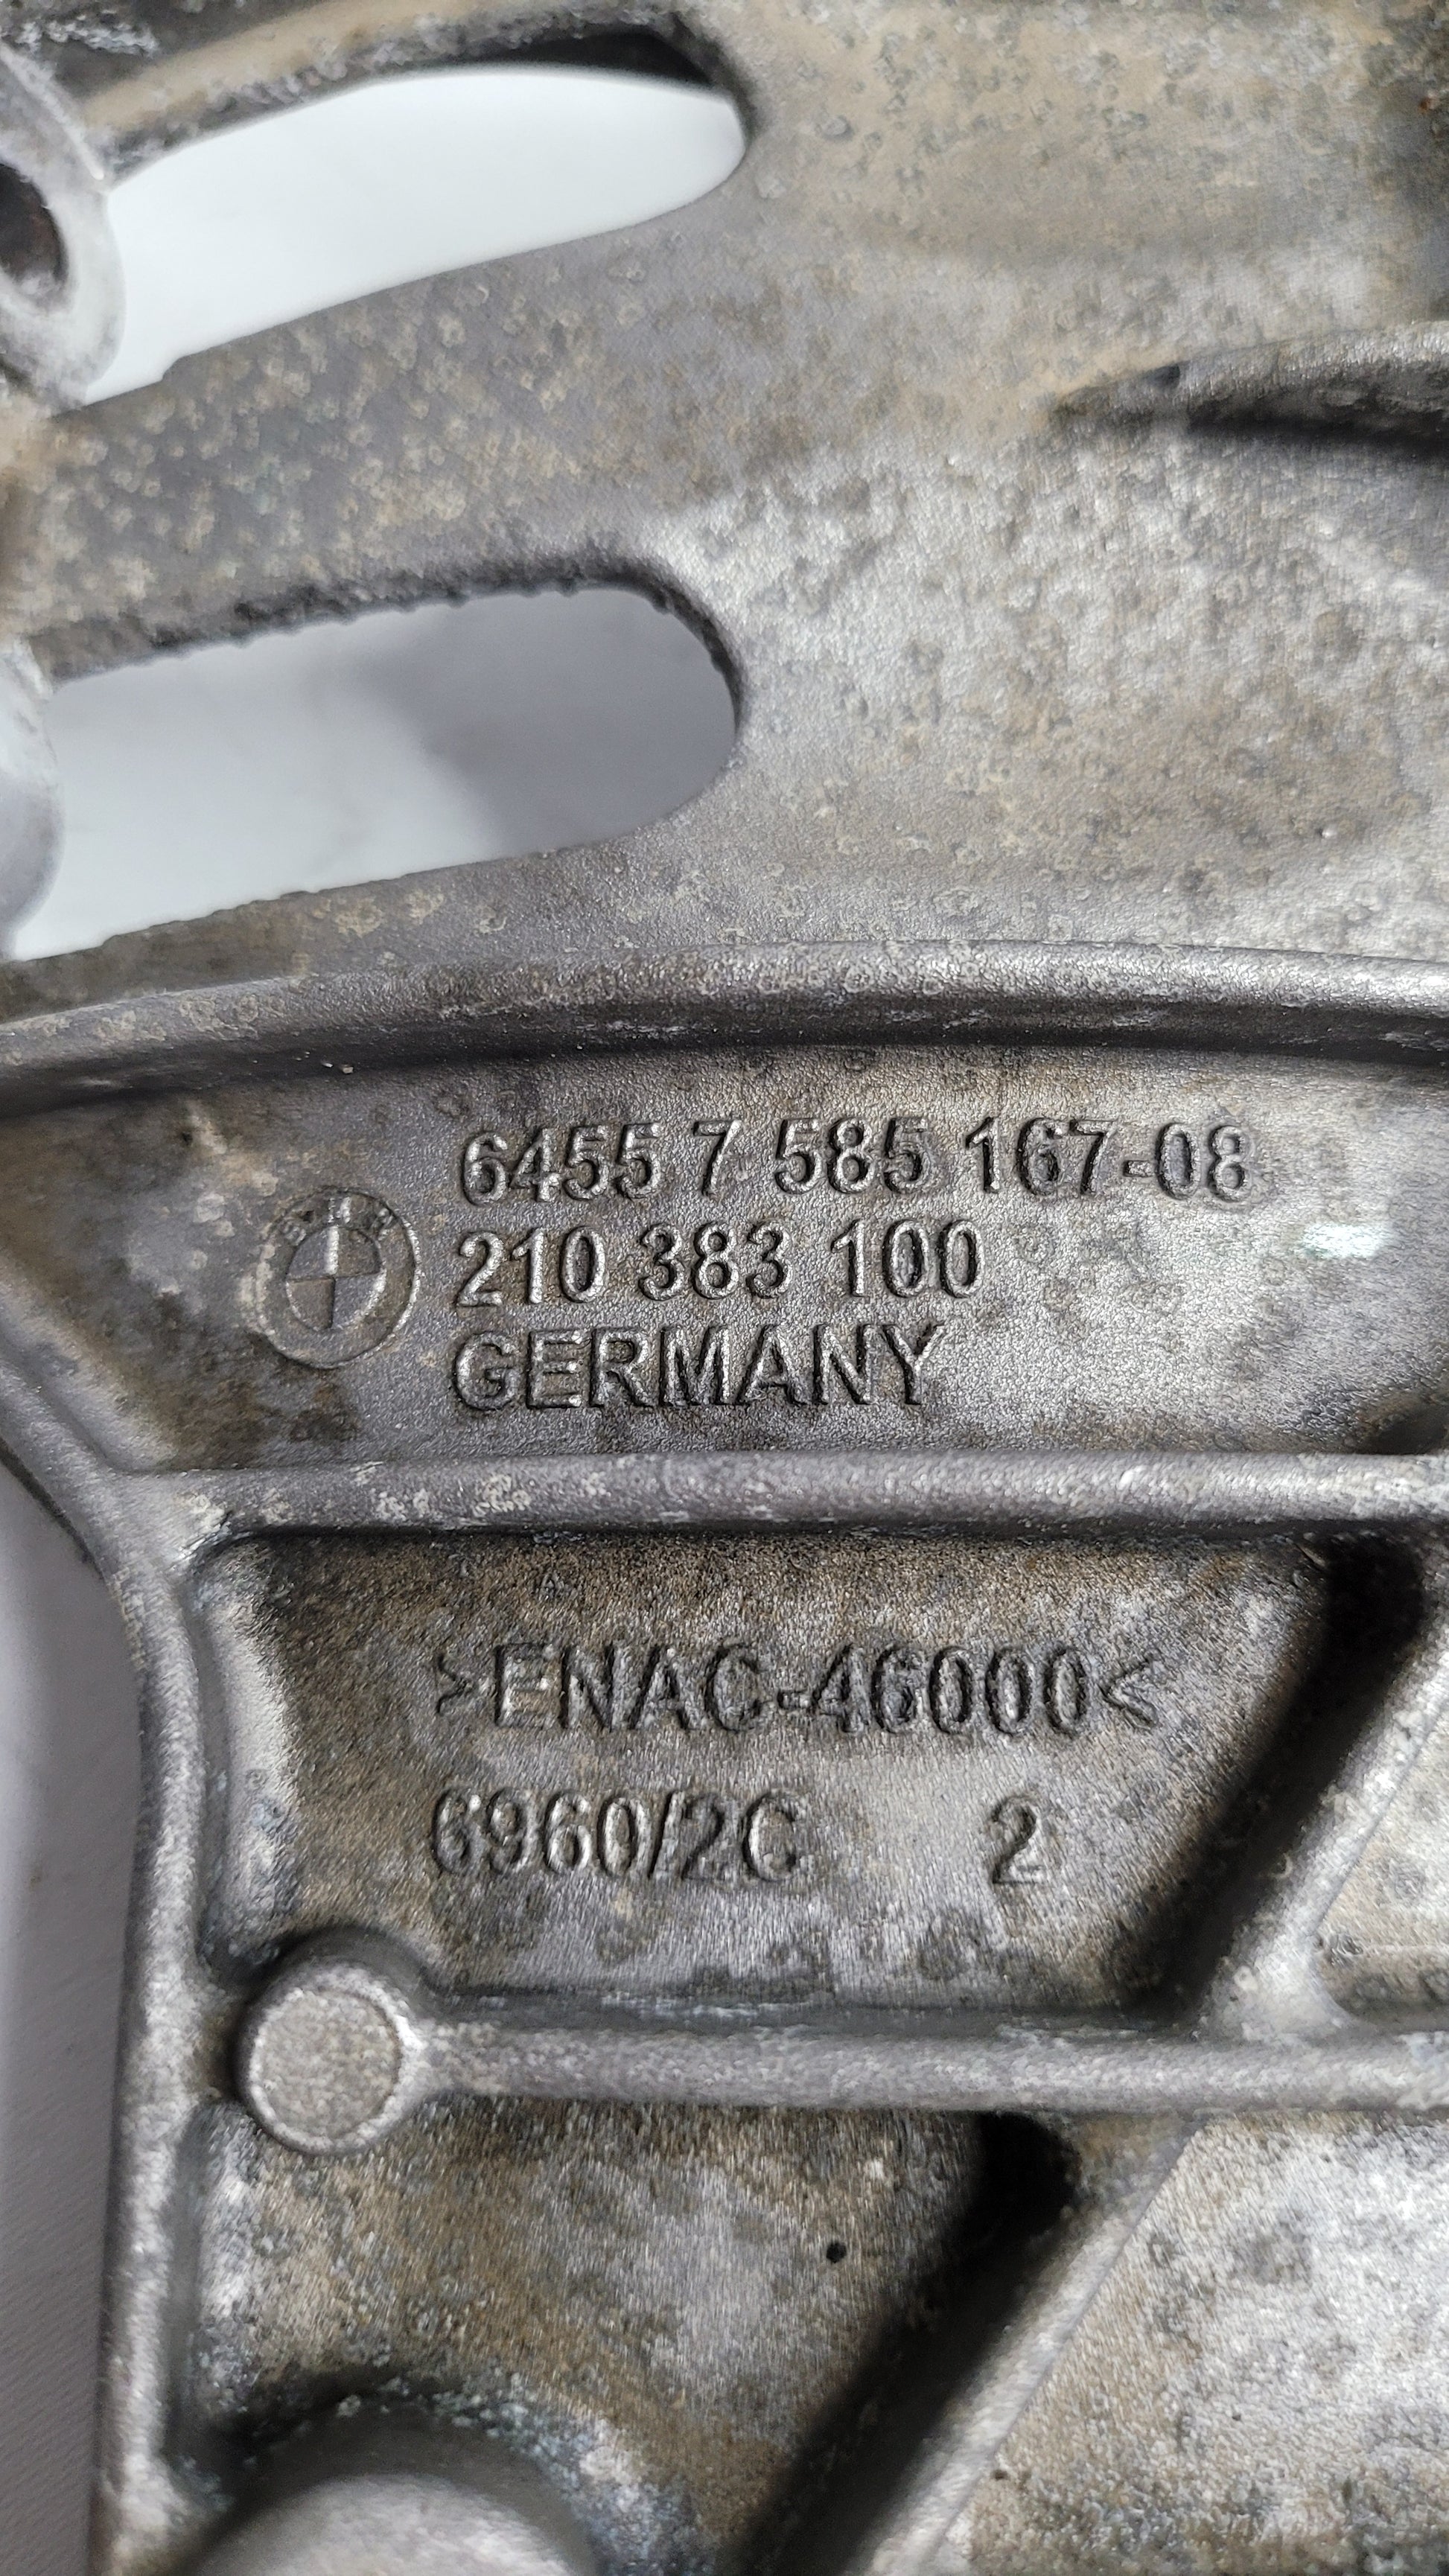 6455 7 585 167-08
210 383 100
GERMANY
>ENAC-46000<
6960/2C 2